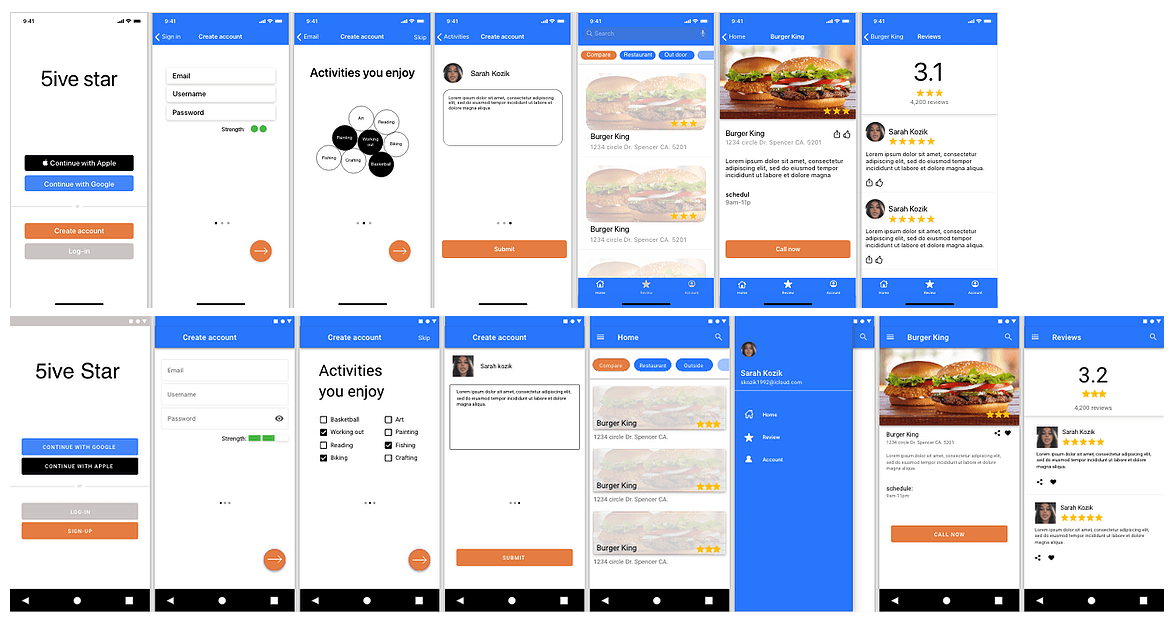 9:41
5ive star
Continue with Apple
Continue with Google
or
Create account
Log-in
9:41
Sign in
Create account
Email
Username
Password
Strength:
9:41
Email
Create account
Skip
Activities you enjoy
Art
Reading
Painting
Working out
Biking
Fishing
Crafting
Basketball
9:41
Activities
Create account
Sarah Kozik
Lorem ipsum dolor sit amet, consectetur adipiscing
elit, sed do eiusmod tempor incididunt ut labore et
dolore magna aliqua.
Submit
9:41
Search
Compare
Restaurant
Out door
Burger King
1234 circle Dr. Spencer CA. 5201
Burger King
1234 circle Dr. Spencer CA. 5201
Home
Review
Account
9:41
Home
Burger King
Burger King
1234 circle Dr. Spencer CA. 5201
Lorem ipsum dolor sit amet, consectetur
adipiscing elit, sed do eiusmod tempor
incididunt ut labore et dolore magna
schedul
9am-11p
Call now
Home
Review
Account
9:41
Burger King
Reviews
3.1
4,200 reviews
Sarah Kozik
Lorem ipsum dolor sit amet, consectetur
adipiscing elit, sed do eiusmod tempor
incididunt ut labore et dolore magna aliqua.
Sarah Kozik
Lorem ipsum dolor sit amet, consectetur
adipiscing elit, sed do eiusmod tempor
incididunt ut labore et dolore magna aliqua.
Home
Review
Account
5ive Star
CONTINUE WITH GOOGLE
CONTINUE WITH APPLE
or
LOG-IN
SIGN-UP
Create account
Email
Username
Password
Strength:
Create account
Skip
Activities
you enjoy
Basketball
Art
Working out
Painting
Reading
Fishing
Biking
Crafting
Create account
Sarah kozik
Lorem ipsum dolor sit amet, consectetur adipiscing elit,
sed do eiusmod tempor incididunt ut labore et dolore
magna aliqua.
SUBMIT
Home
Compare
Restaurant
Outside
Burger King
1234 circle Dr. Spencer CA.
Burger King
1234 circle Dr. Spencer CA.
Burger King
1234 circle Dr. Spencer CA.
Sarah Kozik
skozik1992@icloud.com
Home
Review
Account
Burger King
Burger King
1234 circle Dr. Spencer CA. 5201
Lorem ipsum dolor sit amet, consectetur adipiscing elit,
sed do eiusmod tempor incididunt ut labore et dolore
magna aliqua.
schedule:
9am-11pm
CALL NOW
Reviews
3.2
4,200 reviews
Sarah Kozik
Lorem ipsum dolor sit amet, consectetur adipiscing
elit, sed do eiusmod tempor incididunt ut labore et dolore
magna aliqua.
Sarah Kozik
Lorem ipsum dolor sit amet, consectetur adipiscing
elit, sed do eiusmod tempor incididunt ut labore et dolore
magna aliqua.